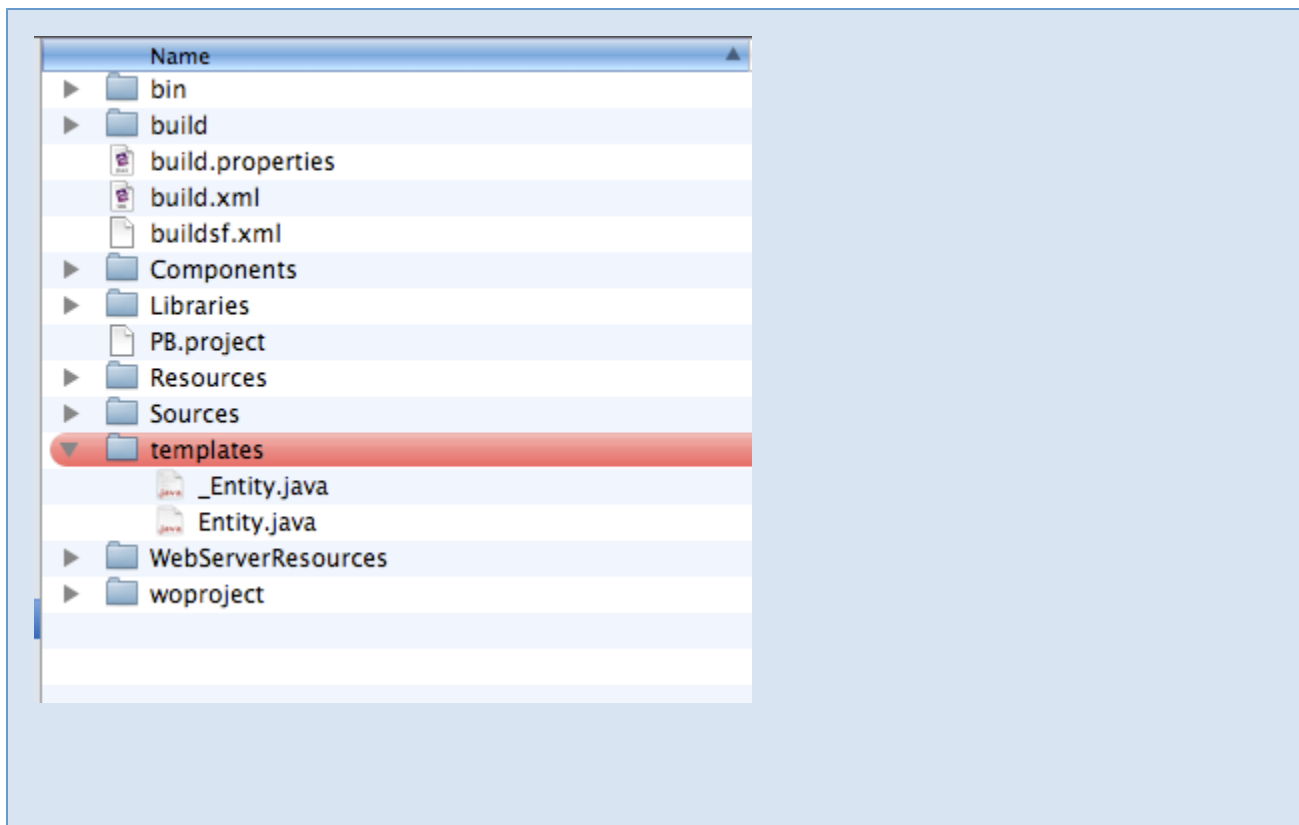 Name
bin
build
build.properties
build.xml
buildsf.xml
Components
Libraries
PB.project
Resources
Sources
templates
_Entity.java
Entity.java
WebServerResources
woproject